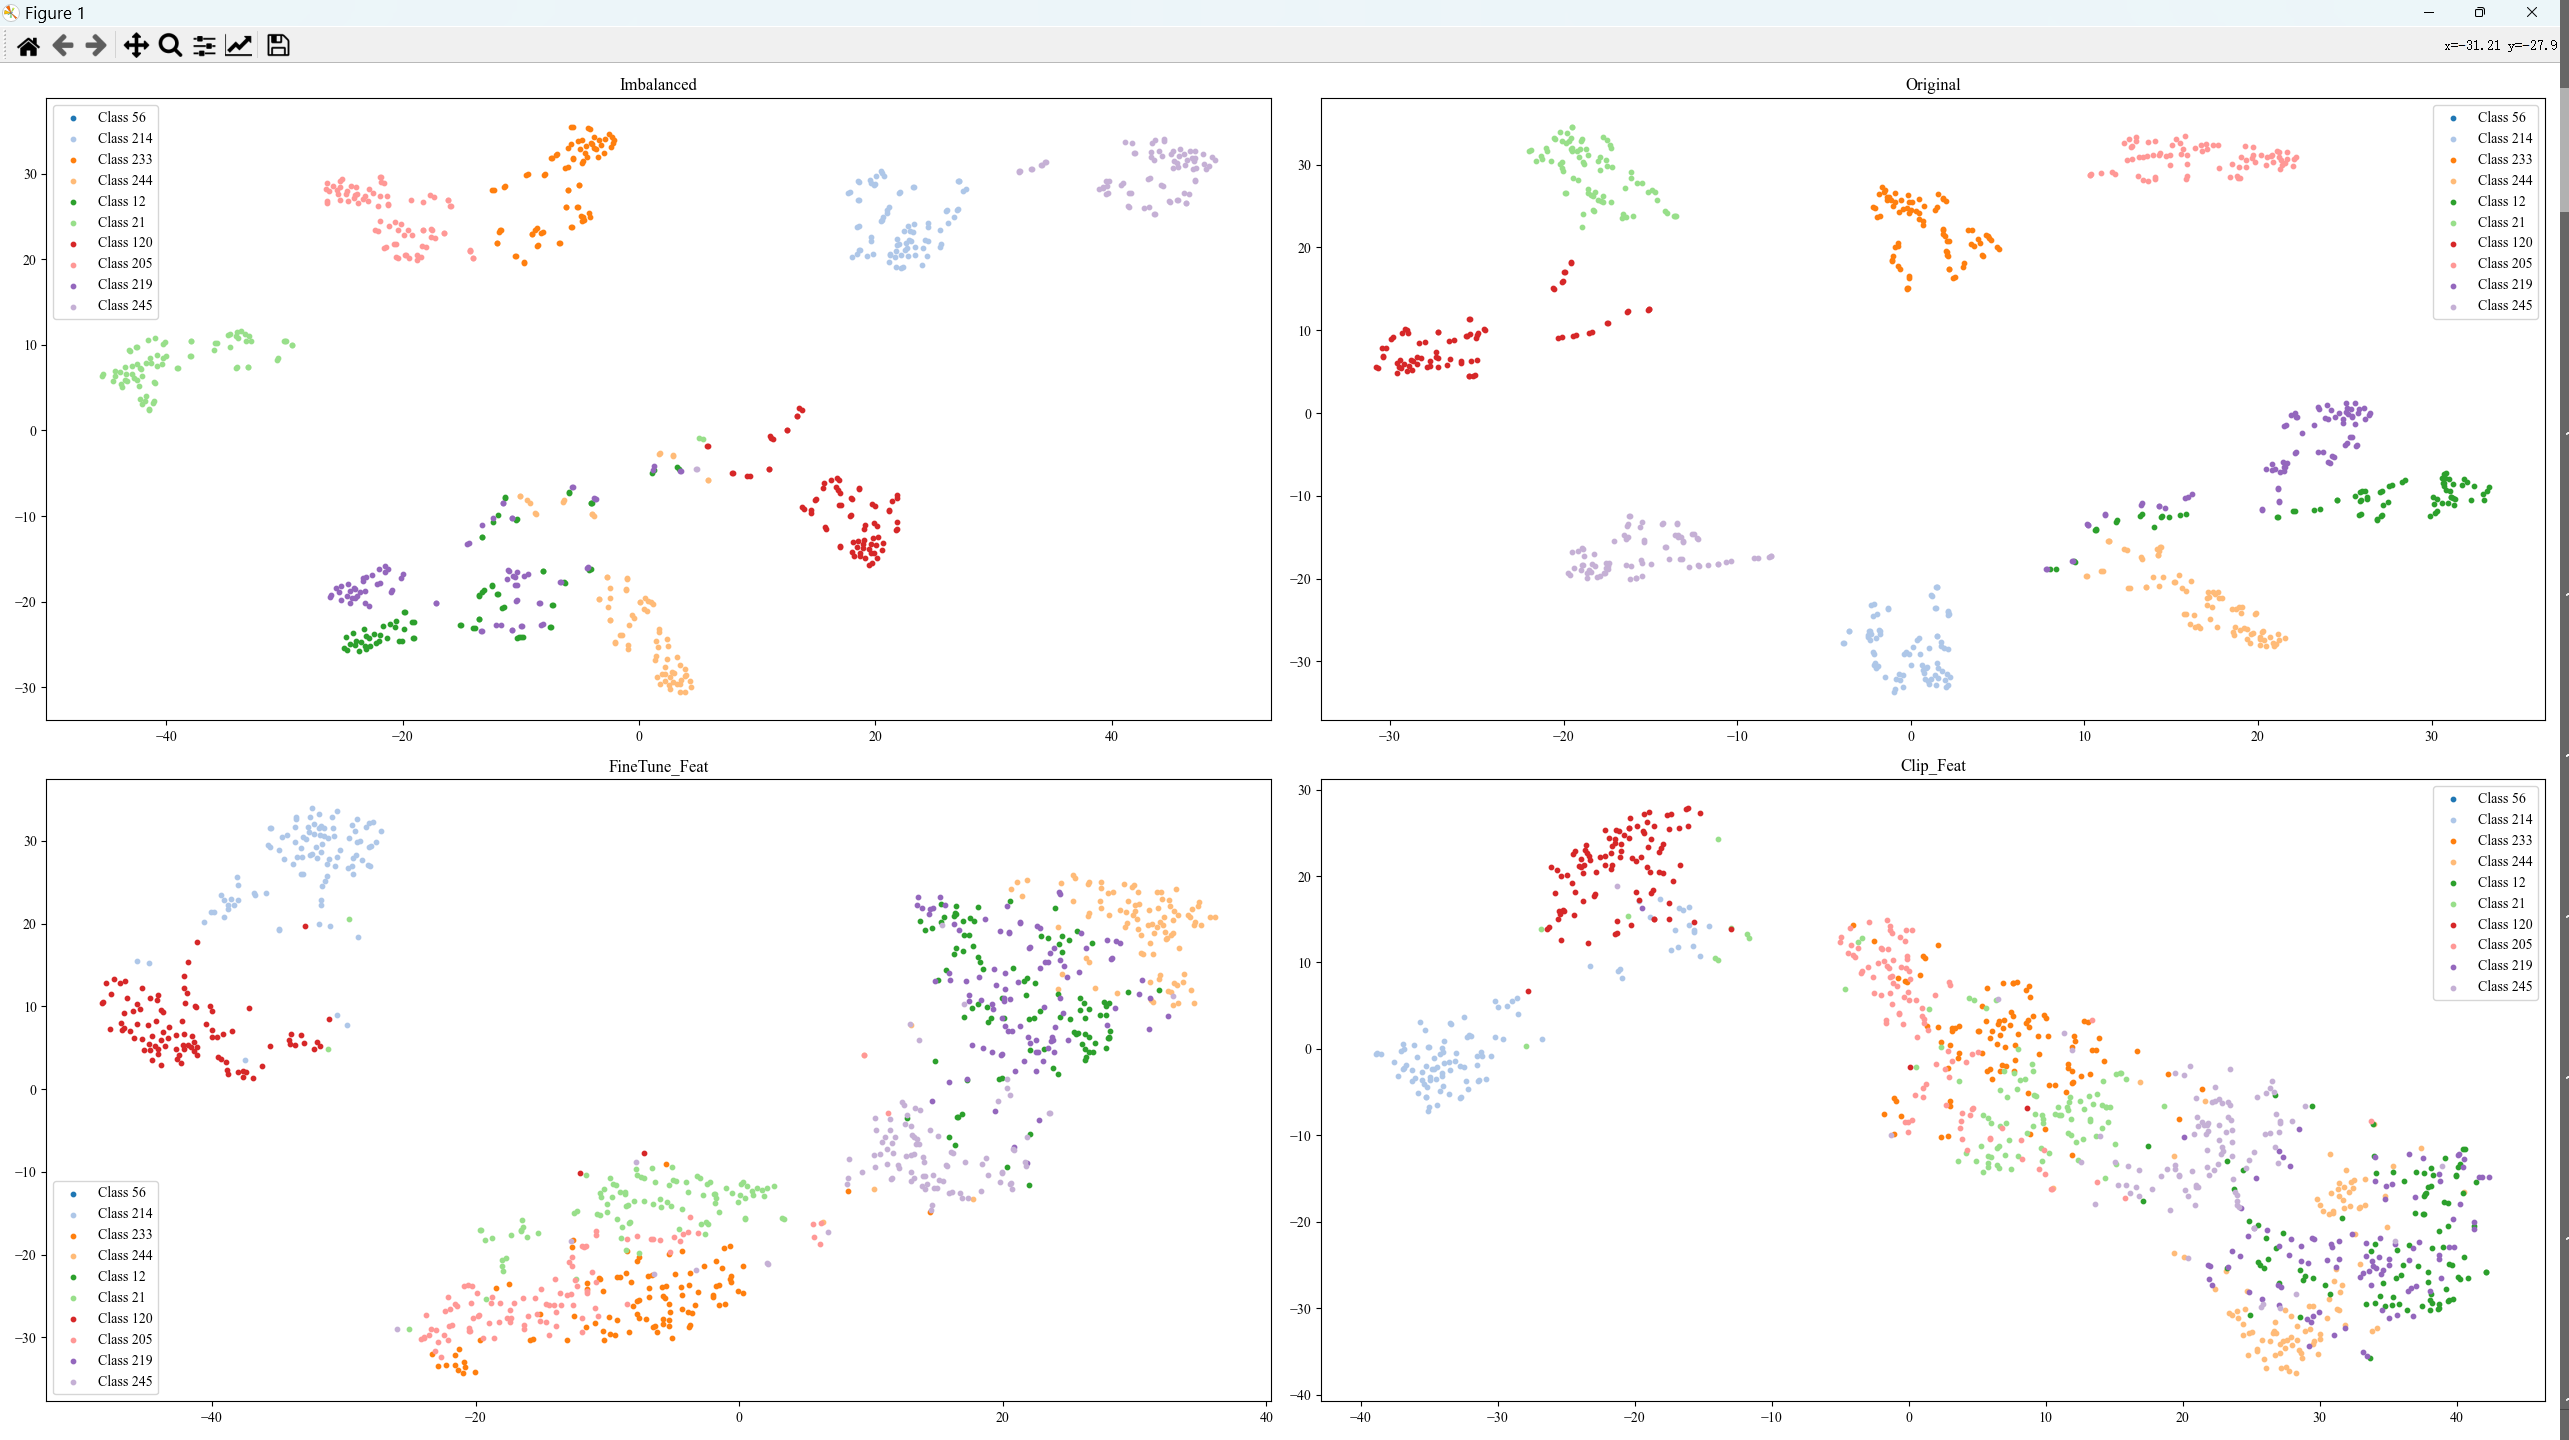 Figure 1
x=−31.21 y=−27.9
Imbalanced
Class 56
Class 214
Class 233
Class 244
Class 12
Class 21
Class 120
Class 205
Class 219
Class 245
30
20
10
0
−10
−20
−30
−40
−20
0
20
40
Original
Class 56
Class 214
Class 233
Class 244
Class 12
Class 21
Class 120
Class 205
Class 219
Class 245
30
20
10
0
−10
−20
−30
−30
−20
−10
0
10
20
30
FineTune_Feat
30
20
10
0
−10
−20
−30
Class 56
Class 214
Class 233
Class 244
Class 12
Class 21
Class 120
Class 205
Class 219
Class 245
−40
−20
0
20
40
Clip_Feat
Class 56
Class 214
Class 233
Class 244
Class 12
Class 21
Class 120
Class 205
Class 219
Class 245
30
20
10
0
−10
−20
−30
−40
−40
−30
−20
−10
0
10
20
30
40